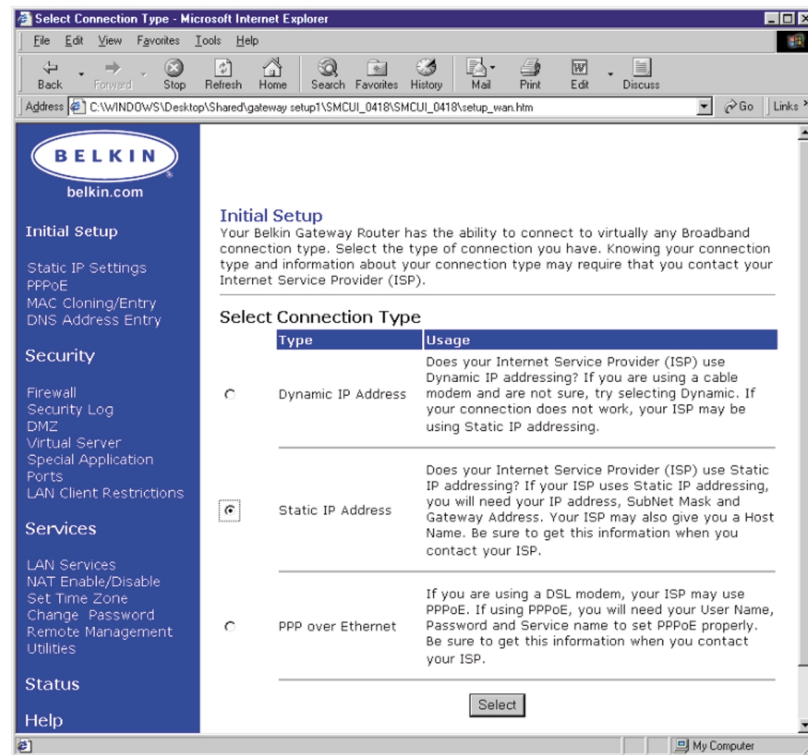 Select Connection Type - Microsoft Internet Explorer
File Edit View Favorites Tools Help
Back Forward Stop Refresh Home Search Favorites History Mail Print Edit Discuss
Address C:\WINDOWS\Desktop\Shared\gateway setup1\SMCUI_0418\SMCUI_0418\setup_wan.htm Go Links »
BELKIN
belkin.com
Initial Setup
Static IP Settings
PPPoE
MAC Cloning/Entry
DNS Address Entry
Security
Firewall
Security Log
DMZ
Virtual Server
Special Application
Ports
LAN Client Restrictions
Services
LAN Services
NAT Enable/Disable
Set Time Zone
Change Password
Remote Management
Utilities
Status
Help
Initial Setup
Your Belkin Gateway Router has the ability to connect to virtually any Broadband
connection type. Select the type of connection you have. Knowing your connection
type and information about your connection type may require that you contact your
Internet Service Provider (ISP).
Select Connection Type
Type Usage
Dynamic IP Address
Does your Internet Service Provider (ISP) use
Dynamic IP addressing? If you are using a cable
modem and are not sure, try selecting Dynamic. If
your connection does not work, your ISP may be
using Static IP addressing.
Static IP Address
Does your Internet Service Provider (ISP) use Static
IP addressing? If your ISP uses Static IP addressing,
you will need your IP address, SubNet Mask and
Gateway Address. Your ISP may also give you a Host
Name. Be sure to get this information when you
contact your ISP.
PPP over Ethernet
If you are using a DSL modem, your ISP may use
PPPoE. If using PPPoE, you will need your User Name,
Password and Service name to set PPPoE properly.
Be sure to get this information when you contact
your ISP.
Select
My Computer